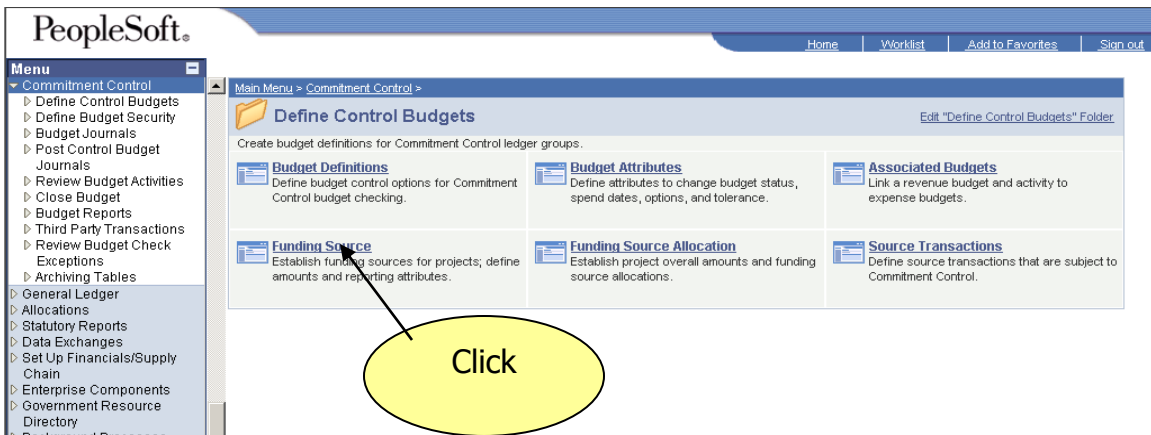 PeopleSoft®
Home
Worklist
Add to Favorites
Sign out
Menu
Commitment Control
Define Control Budgets
Define Budget Security
Budget Journals
Post Control Budget
Journals
Review Budget Activities
Close Budget
Budget Reports
Third Party Transactions
Review Budget Check
Exceptions
Archiving Tables
General Ledger
Allocations
Statutory Reports
Data Exchanges
Set Up Financials/Supply
Chain
Enterprise Components
Government Resource
Directory
Main Menu > Commitment Control >
Define Control Budgets
Edit "Define Control Budgets" Folder
Create budget definitions for Commitment Control ledger groups.
Budget Definitions
Define budget control options for Commitment
Control budget checking.
Budget Attributes
Define attributes to change budget status,
spend dates, options, and tolerance.
Associated Budgets
Link a revenue budget and activity to
expense budgets.
Funding Source
Establish funding sources for projects; define
amounts and reporting attributes.
Funding Source Allocation
Establish project overall amounts and funding
source allocations.
Source Transactions
Define source transactions that are subject to
Commitment Control.
Click